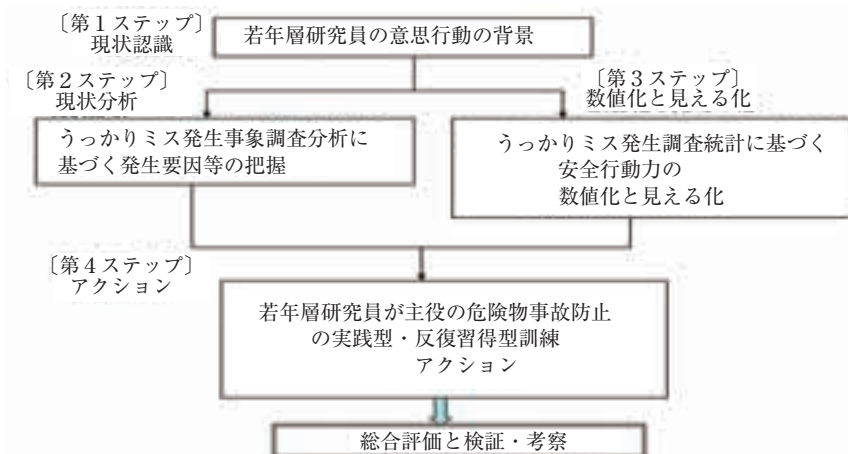 〔第１ステップ〕
現状認識
若年層研究員の意思行動の背景
〔第２ステップ〕
現状分析
〔第３ステップ〕
数値化と見える化
うっかりミス発生事象調査分析に
基づく発生要因等の把握
うっかりミス発生調査統計に基づく
安全行動力の
数値化と見える化
〔第４ステップ〕
アクション
若年層研究員が主役の危険物事故防止
の実践型・反復習得型訓練
アクション
総合評価と検証・考察